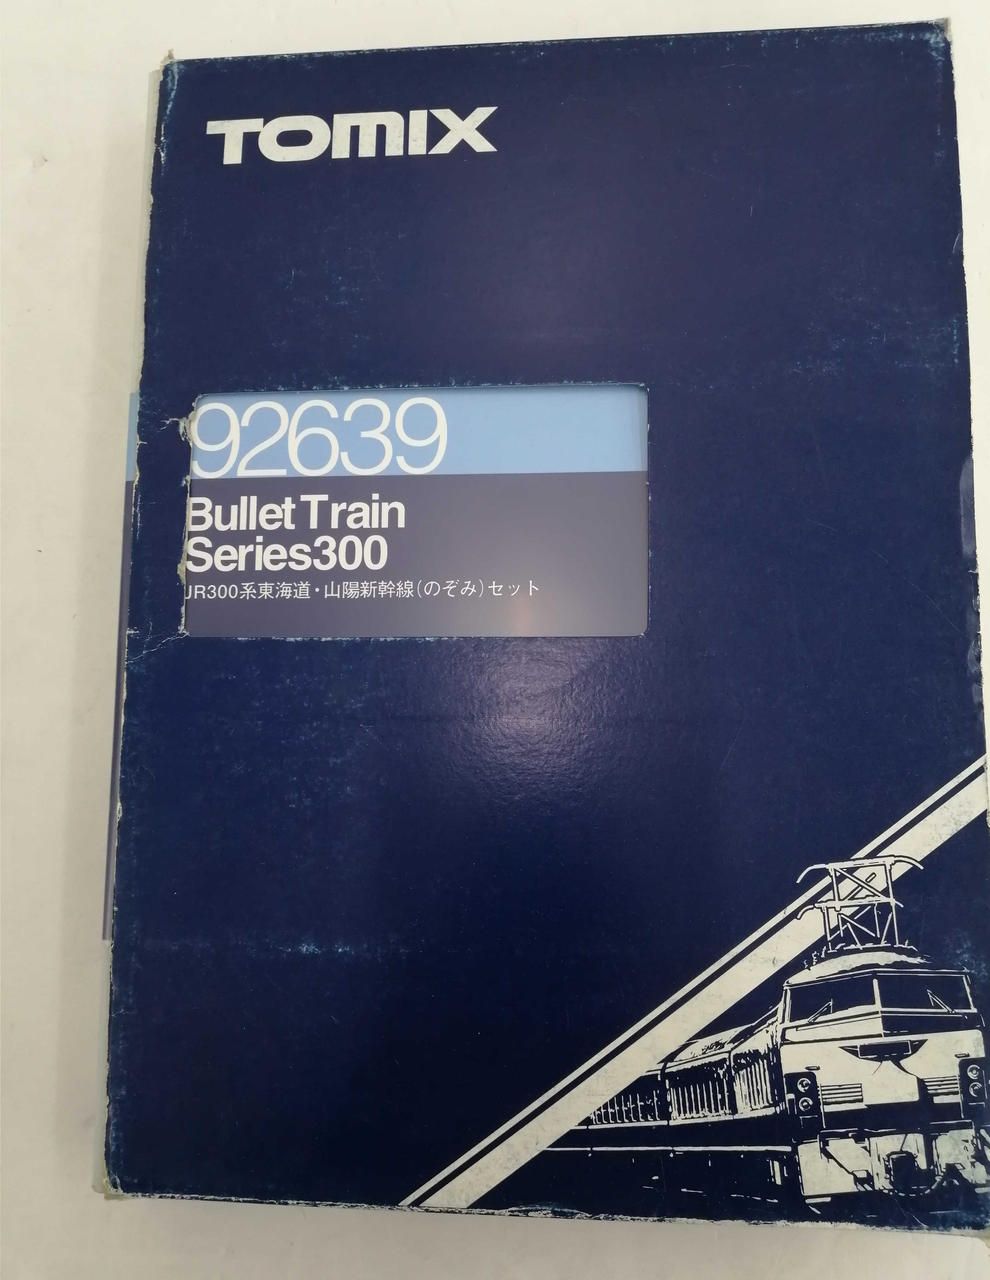 TOMIX
92639
Bullet Train
Series300
JR300系東海道・山陽新幹線(のぞみ)セット